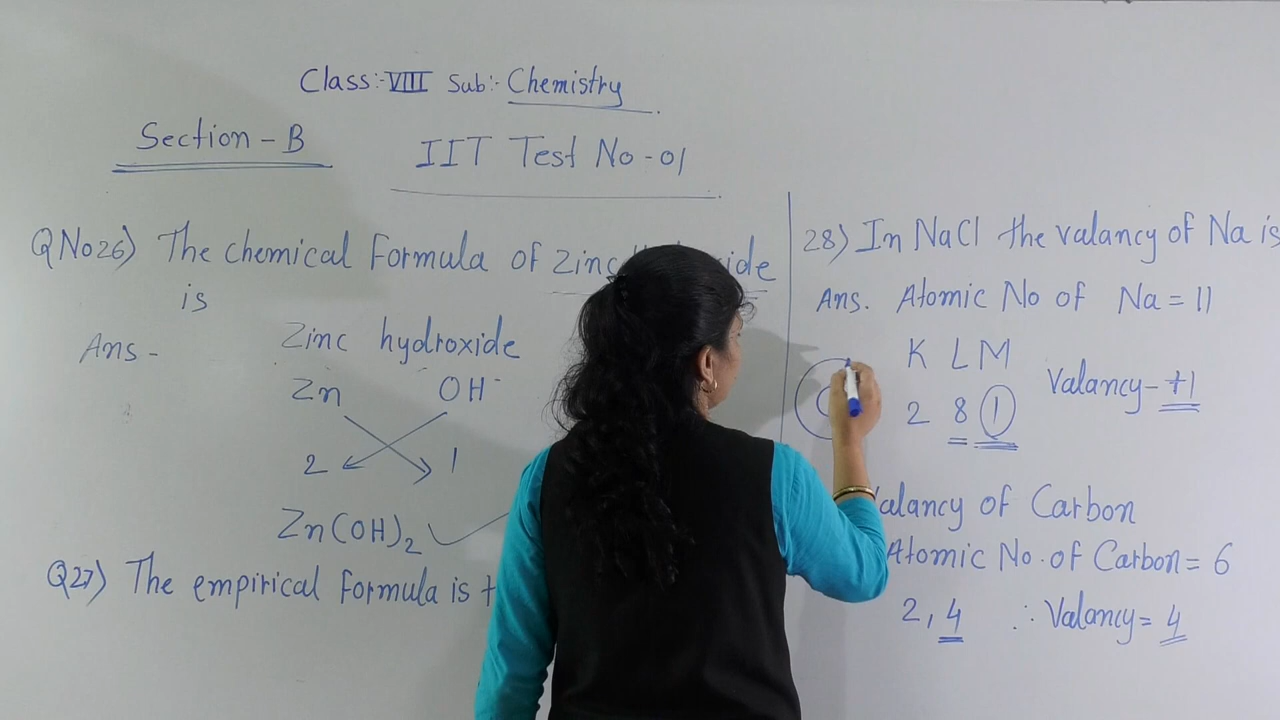 Class:- VIII Sub:- Chemistry
Section - B
IIT Test No - 01
Q No 26) The chemical Formula of Zinc
is
Ans -
Zinc hydroxide
Zn OH-
2 1
Zn(OH)2
Q27) The empirical Formula is
28) In NaCl the valancy of Na is
Ans. Atomic No of Na = 11
K L M
2 8 1 Valancy - +1
of Carbon
Atomic No. of Carbon = 6
2, 4 ∴ Valancy = 4